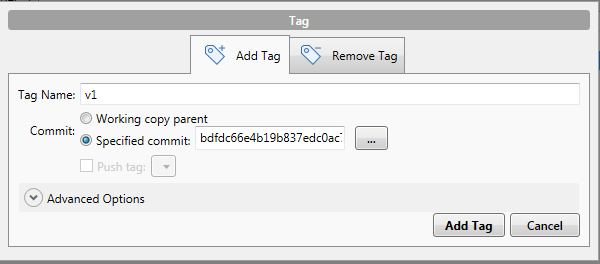 Tag
Add Tag Remove Tag
Tag Name: v1
Working copy parent
Commit:
Specified commit: bdfdc66e4b19b837edc0ac ...
Push tag:
Advanced Options
Add Tag Cancel